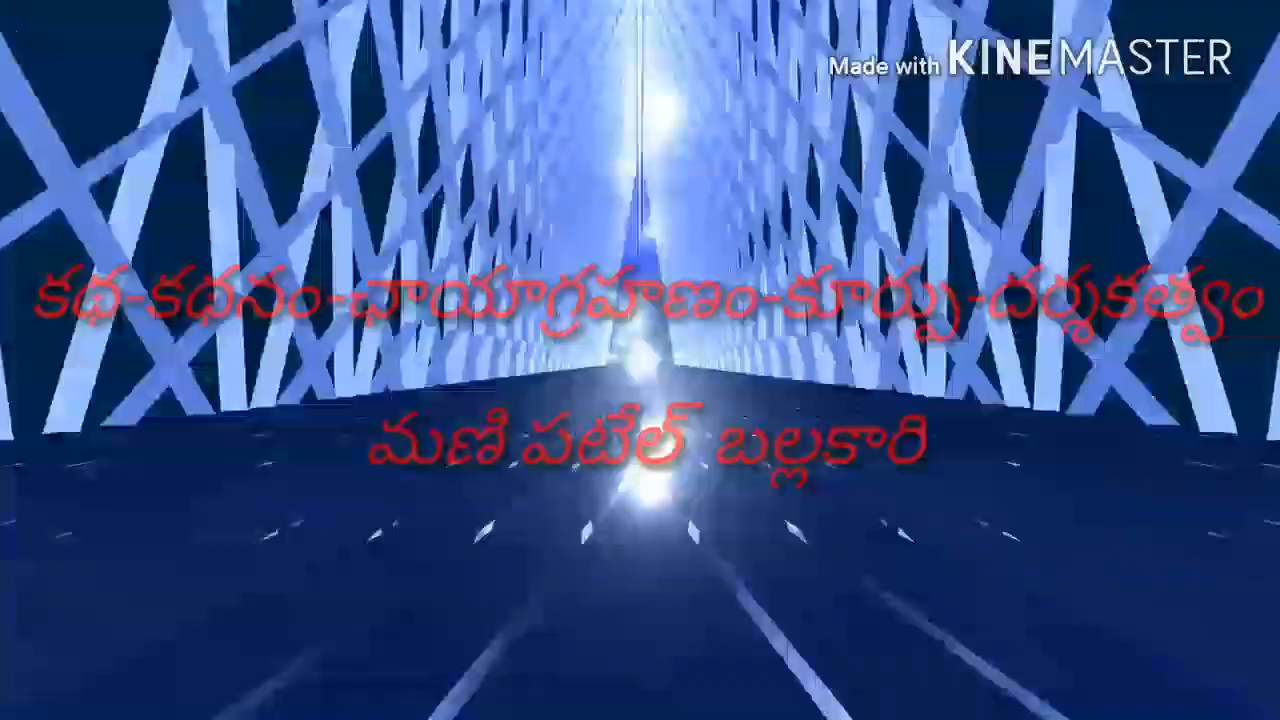 Made with KINEMASTER
కథ-కథనం-ఛాయాగ్రహణం-కూర్పు-దర్శకత్వం
మణి పటేల్ బల్లకారి